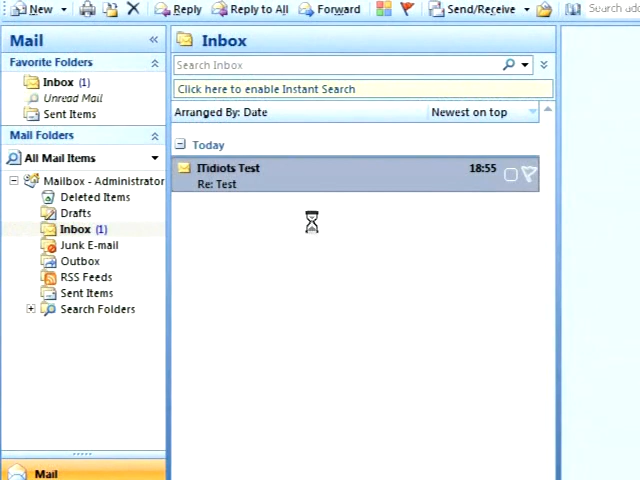 New Reply Reply to All Forward Send/Receive Search add
Mail
Favorite Folders
Inbox (1)
Unread Mail
Sent Items
Mail Folders
All Mail Items
Mailbox - Administrator
Deleted Items
Drafts
Inbox (1)
Junk E-mail
Outbox
RSS Feeds
Sent Items
Search Folders
Mail
Inbox
Search Inbox
Click here to enable Instant Search
Arranged By: Date Newest on top
Today
ITidiots Test 18:55
Re: Test